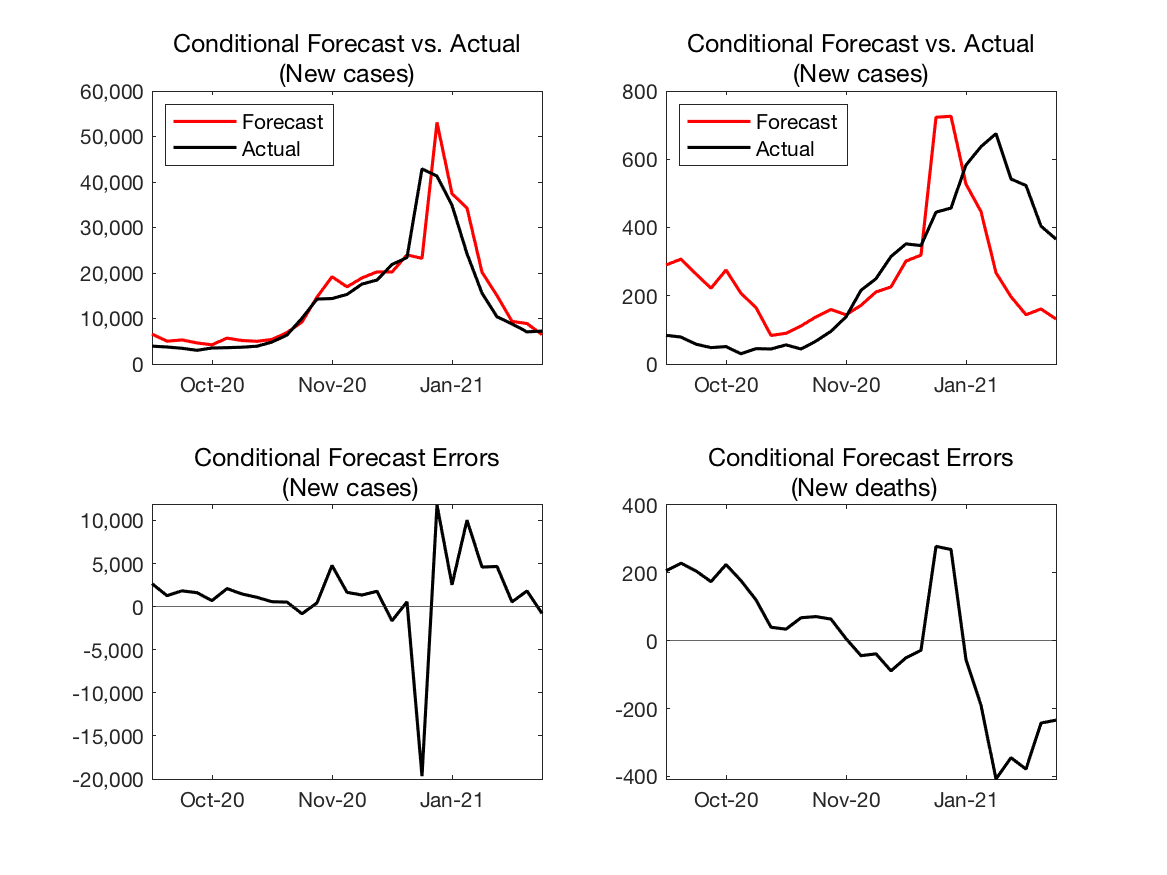 Conditional Forecast vs. Actual
(New cases)
60,000
50,000
40,000
30,000
20,000
10,000
0
Forecast
Actual
Oct-20
Nov-20
Jan-21
Conditional Forecast vs. Actual
(New cases)
800
600
400
200
0
Forecast
Actual
Oct-20
Nov-20
Jan-21
Conditional Forecast Errors
(New cases)
10,000
5,000
0
-5,000
-10,000
-15,000
-20,000
Oct-20
Nov-20
Jan-21
Conditional Forecast Errors
(New deaths)
400
200
0
-200
-400
Oct-20
Nov-20
Jan-21